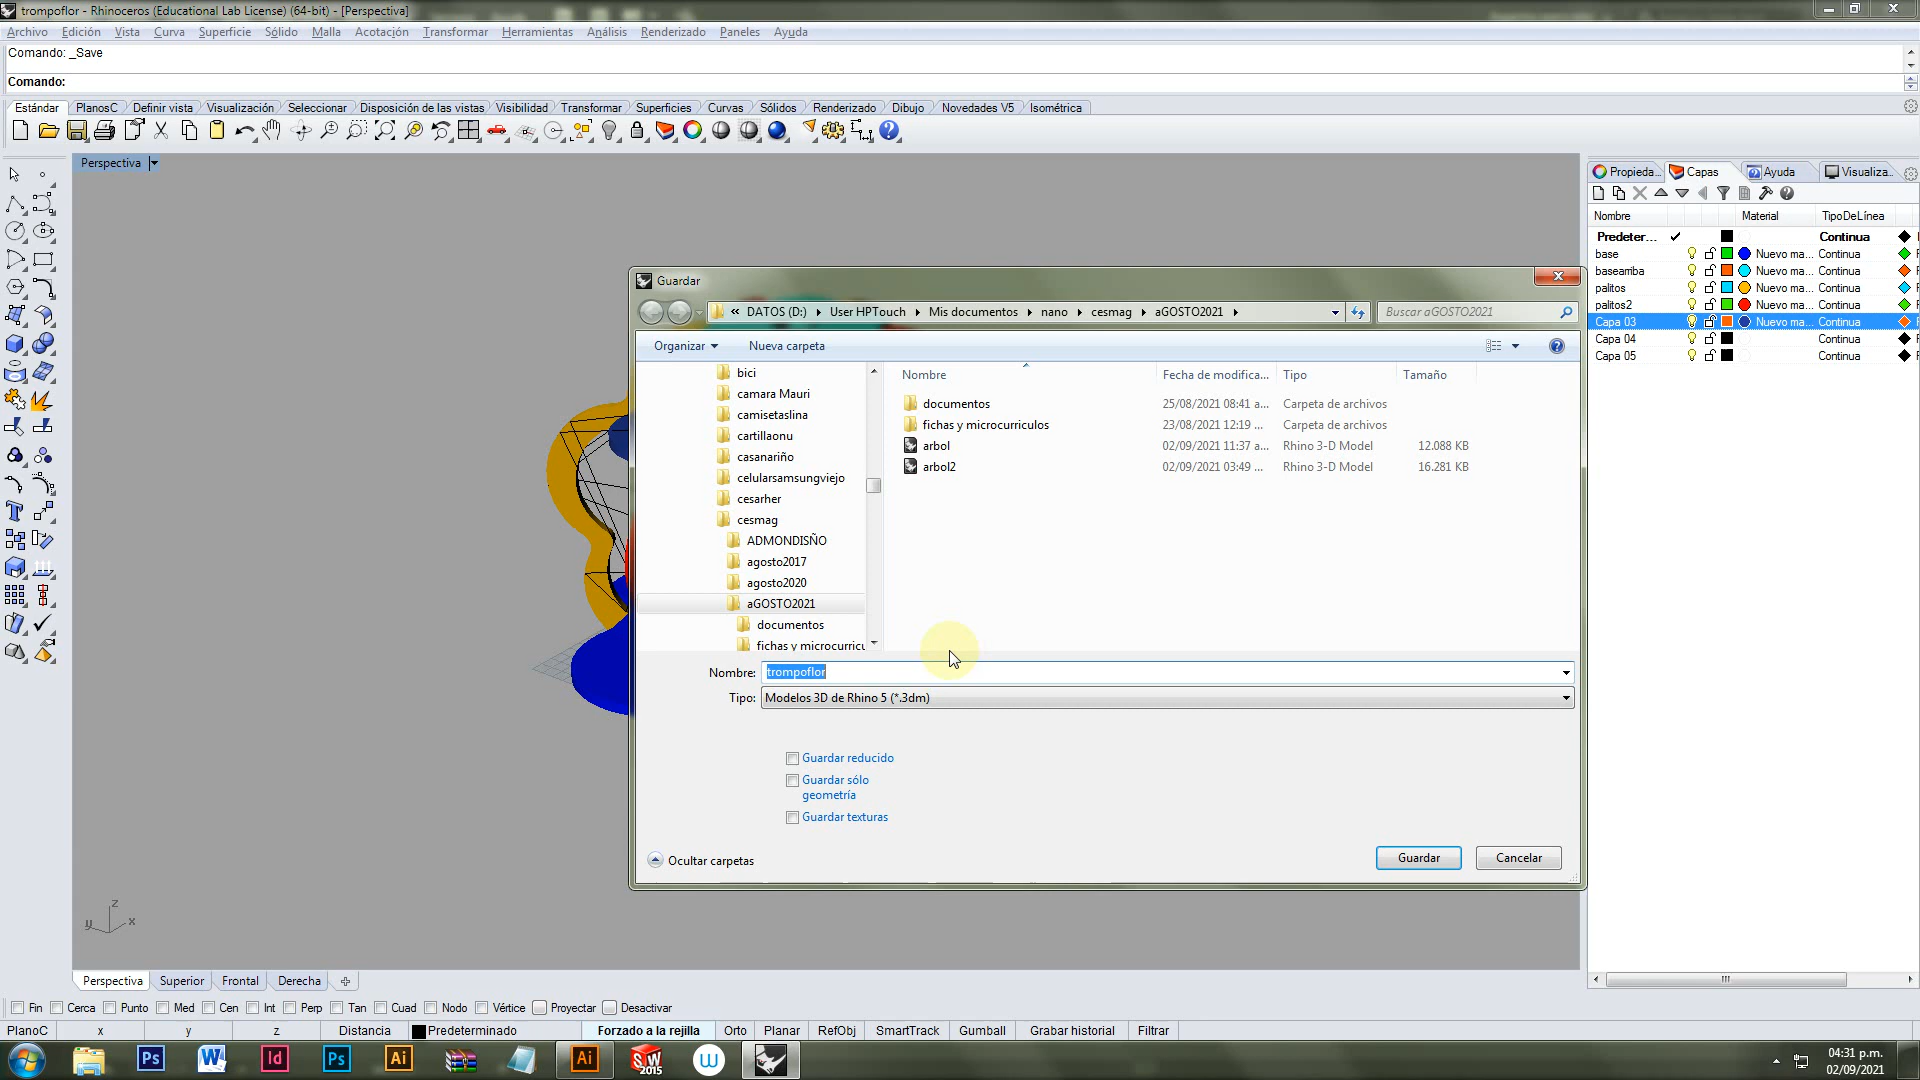 trompoflor - Rhinoceros (Educational Lab License) (64-bit) - [Perspectiva]
Archivo Edición Vista Curva Superficie Sólido Malla Acotación Transformar Herramientas Análisis Renderizado Paneles Ayuda
Comando: _Save
Comando:
Estándar PlanosC Definir vista Visualización Seleccionar Disposición de las vistas Visibilidad Transformar Superficies Curvas Sólidos Renderizado Dibujo Novedades V5 Isométrica
Perspectiva
Propieda... Capas Ayuda Visualiza...
Nombre Material TipoDeLínea
Predeter... Continua
base Nuevo ma... Continua
baseamba Nuevo ma... Continua
palitos Nuevo ma... Continua
palitos2 Nuevo ma... Continua
Capa 03 Nuevo ma... Continua
Capa 04 Continua
Capa 05 Continua
Guardar
« DATOS (D:) User HPTouch Mis documentos nano cesmag aGOSTO2021
Buscar aGOSTO2021
Organizar Nueva carpeta
bici
camara Mauri
camisetaslina
cartillaonu
casanariño
celularsamsungviejo
cesarher
cesmag
ADMONDISÑO
agosto2017
agosto2020
aGOSTO2021
documentos
fichas y microcurricu
Nombre Fecha de modifica... Tipo Tamaño
documentos 25/08/2021 08:41 a... Carpeta de archivos
fichas y microcurriculos 23/08/2021 12:19 ... Carpeta de archivos
arbol 02/09/2021 11:37 a... Rhino 3-D Model 12.088 KB
arbol2 02/09/2021 03:49 ... Rhino 3-D Model 16.281 KB
Nombre: trompoflor
Tipo: Modelos 3D de Rhino 5 (*.3dm)
Guardar reducido
Guardar sólo
geometría
Guardar texturas
Ocultar carpetas
Guardar Cancelar
z
y x
Perspectiva Superior Frontal Derecha
Fin Cerca Punto Med Cen Int Perp Tan Cuad Nodo Vértice Proyectar Desactivar
PlanoC x y z Distancia Predeterminado Forzado a la rejilla Orto Planar RefObj SmartTrack Gumball Grabar historial Filtrar
Ps W Id Ps Ai Ai SW 2015 W
04:31 p.m.
02/09/2021